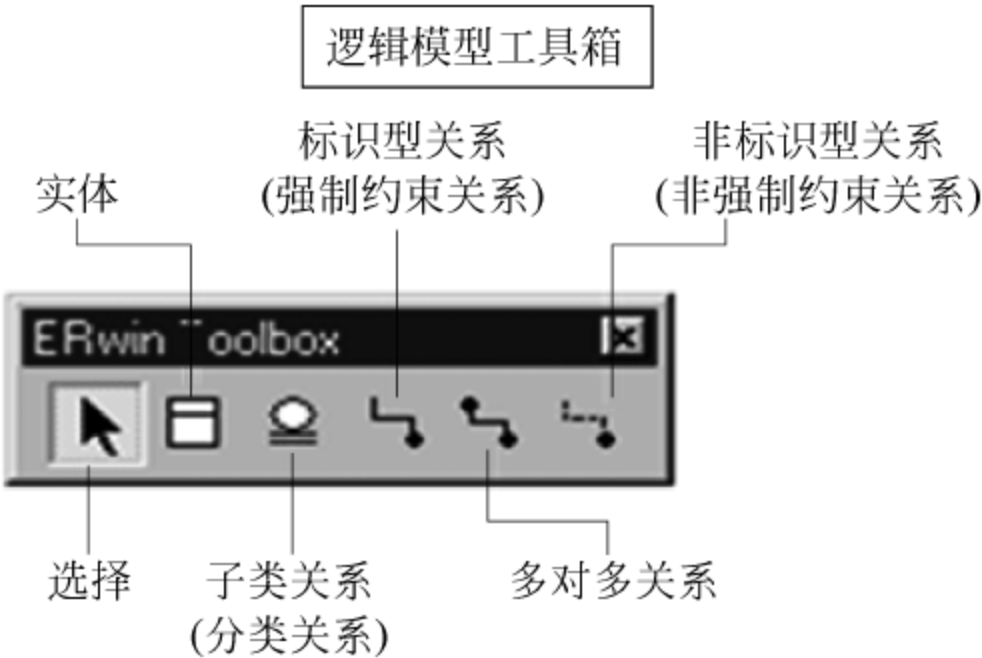 逻辑模型工具箱
标识型关系
(强制约束关系)
非标识型关系
(非强制约束关系)
实体
ERwin Toolbox
选择
子类关系
(分类关系)
多对多关系